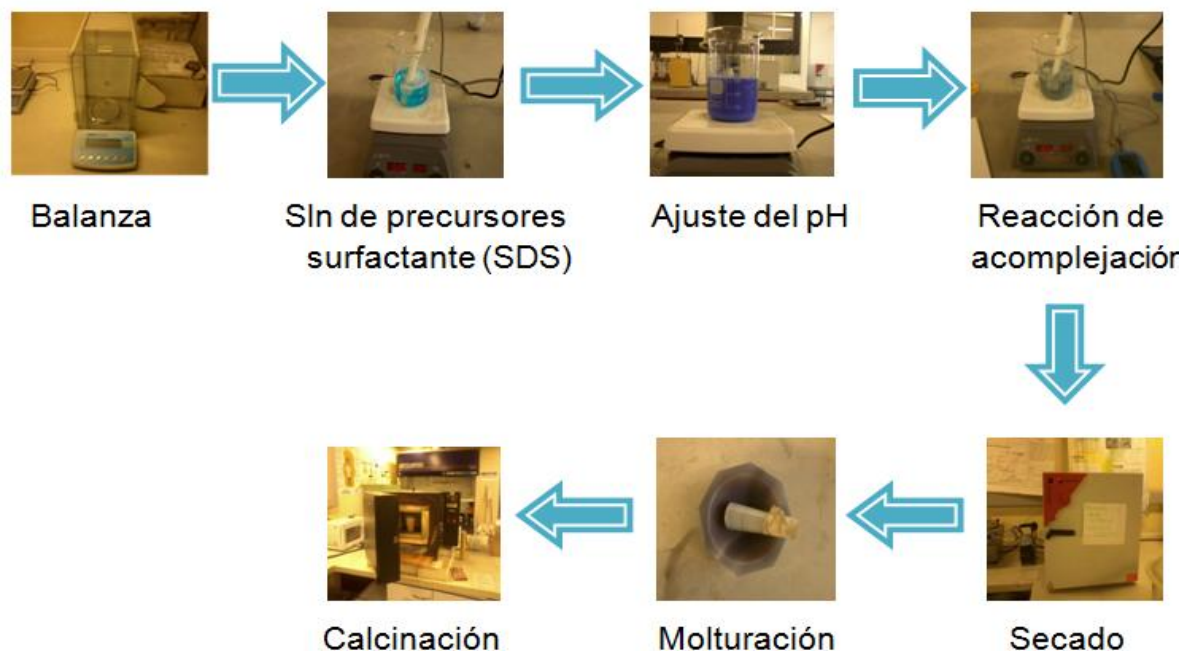 Balanza
Sln de precursores
surfactante (SDS)
Ajuste del pH
Reacción de
acomplejación
Secado
Molturación
Calcinación